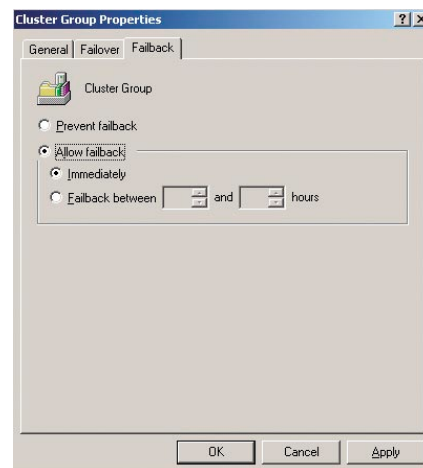 Cluster Group Properties
General Failover Failback
Cluster Group
Prevent failback
Allow failback
Immediately
Failback between and hours
OK Cancel Apply